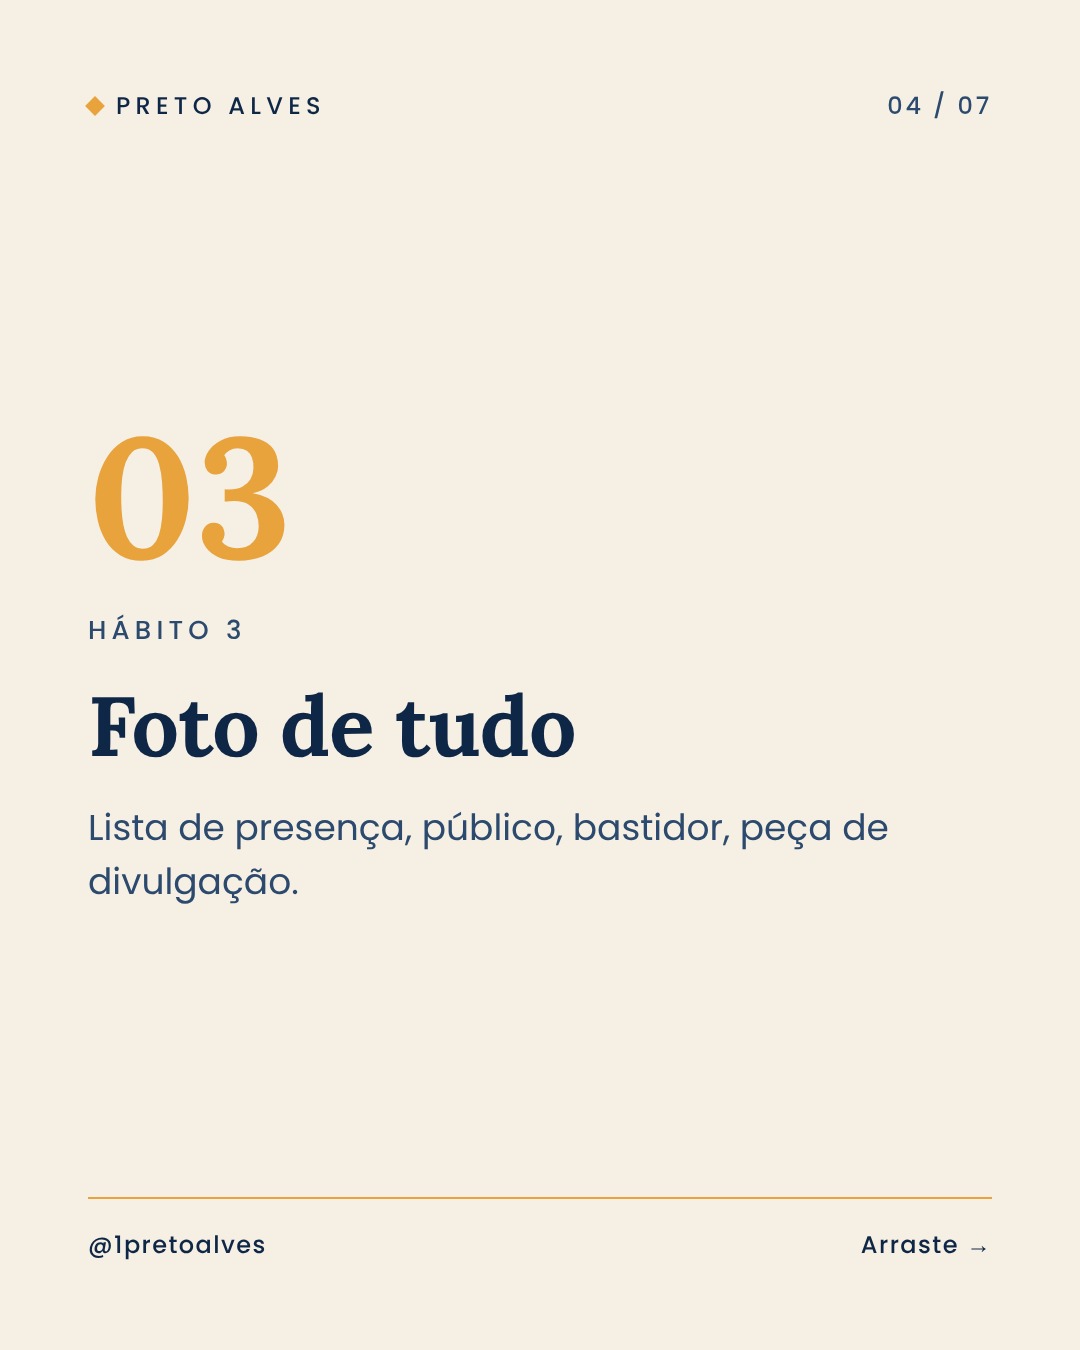 PRETO ALVES
04 / 07
03
HÁBITO 3
Foto de tudo
Lista de presença, público, bastidor, peça de
divulgação.
@1pretoalves
Arraste →